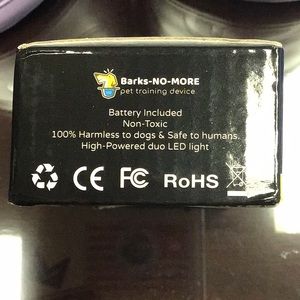 Barks-NO-MORE
pet training device
Battery Included
Non-Toxic
100% Harmless to dogs & Safe to humans.
High-Powered duo LED light
CE FC RoHS